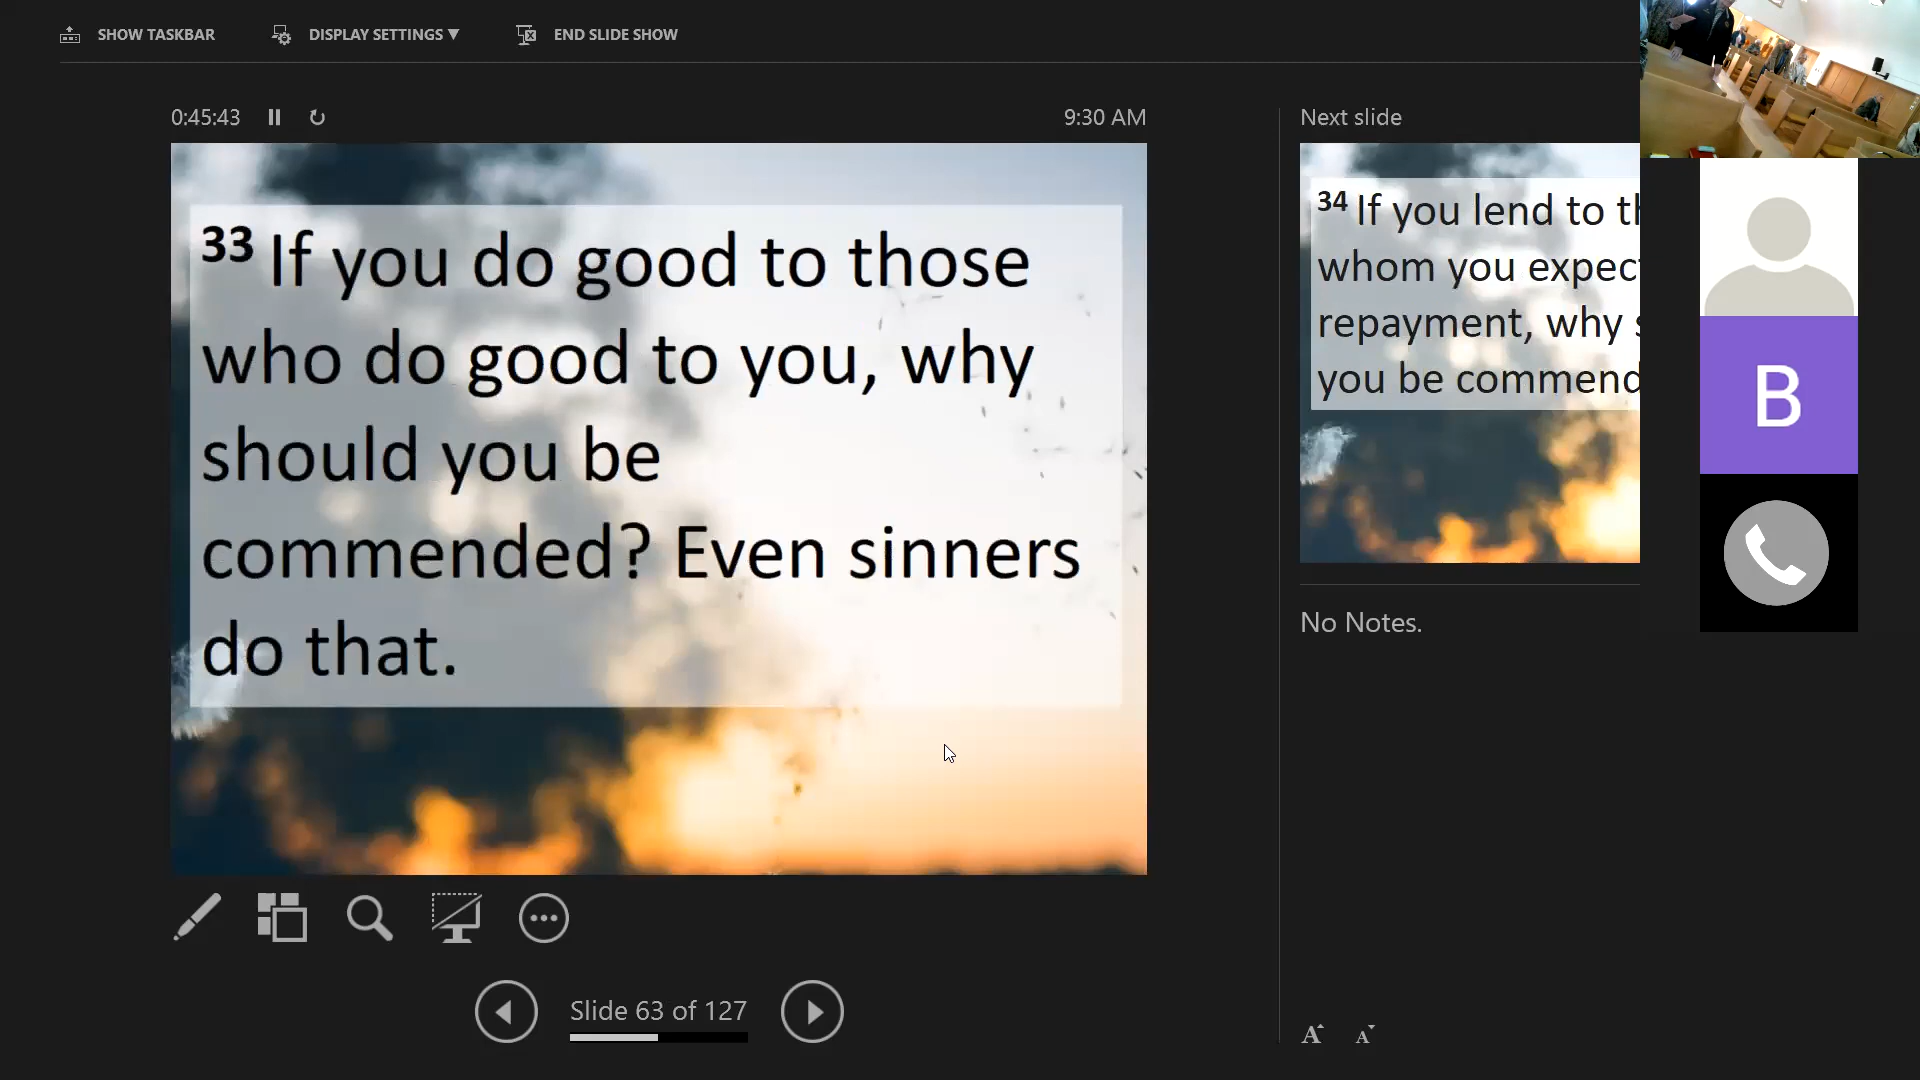 SHOW TASKBAR
DISPLAY SETTINGS ▼
END SLIDE SHOW
0:45:43
9:30 AM
33 If you do good to those
who do good to you, why
should you be
commended? Even sinners
do that.
Slide 63 of 127
Next slide
34 If you lend to
whom you
repayment, why
you be
No Notes.
A A
B